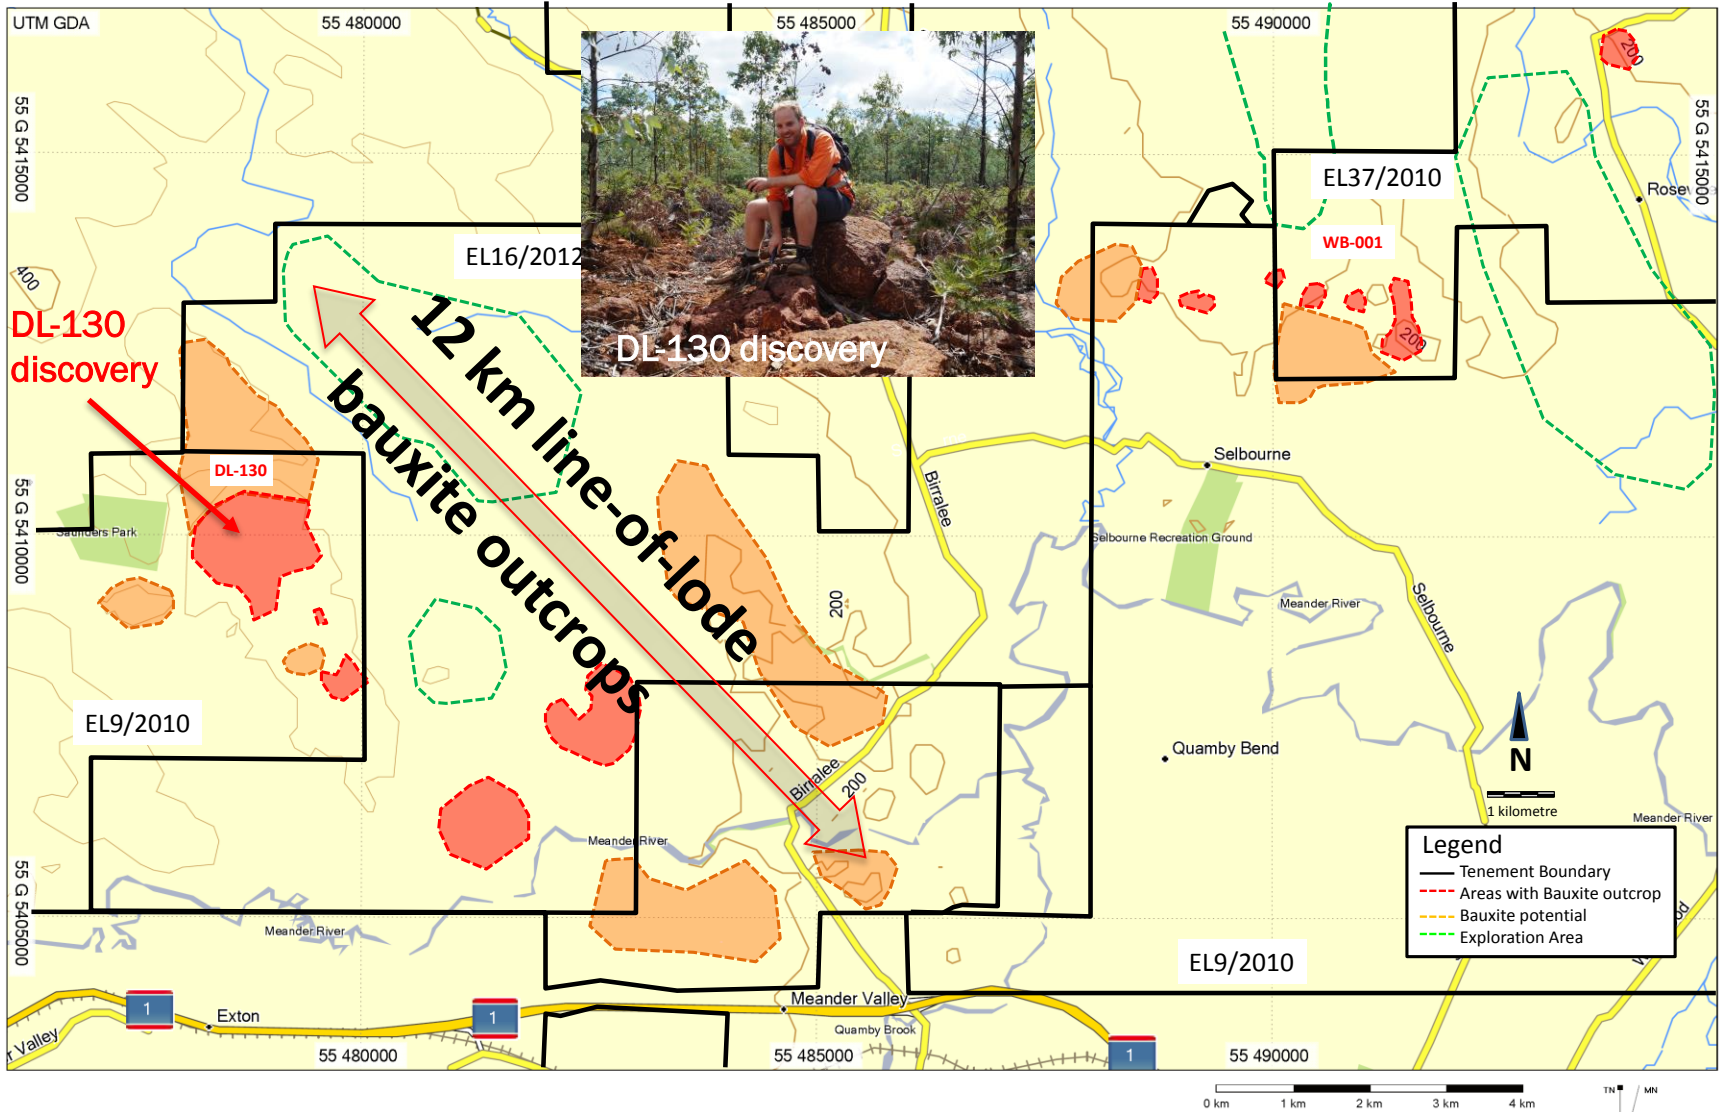 UTM GDA
55 480000
55 485000
55 490000
55 G 5415000
55 G 5415000
200
EL37/2010
WB-001
EL16/2012
400
DL-130
discovery
DL-130 discovery
12 km line-of-lode
bauxite outcrops
DL-130
200
Selbourne
Birralee
55 G 5410000
Saunders Park
Selbourne Recreation Ground
Meander River
Selbourne
200
EL9/2010
Quamby Bend
N
1 kilometre
Birralee
200
Meander River
Meander River
Legend
Tenement Boundary
Areas with Bauxite outcrop
Bauxite potential
Exploration Area
55 G 5405000
Meander River
EL9/2010
1
Exton
1
Meander Valley
Quamby Brook
Valley
1
55 480000
55 485000
55 490000
0 km
1 km
2 km
3 km
4 km
TN
MN